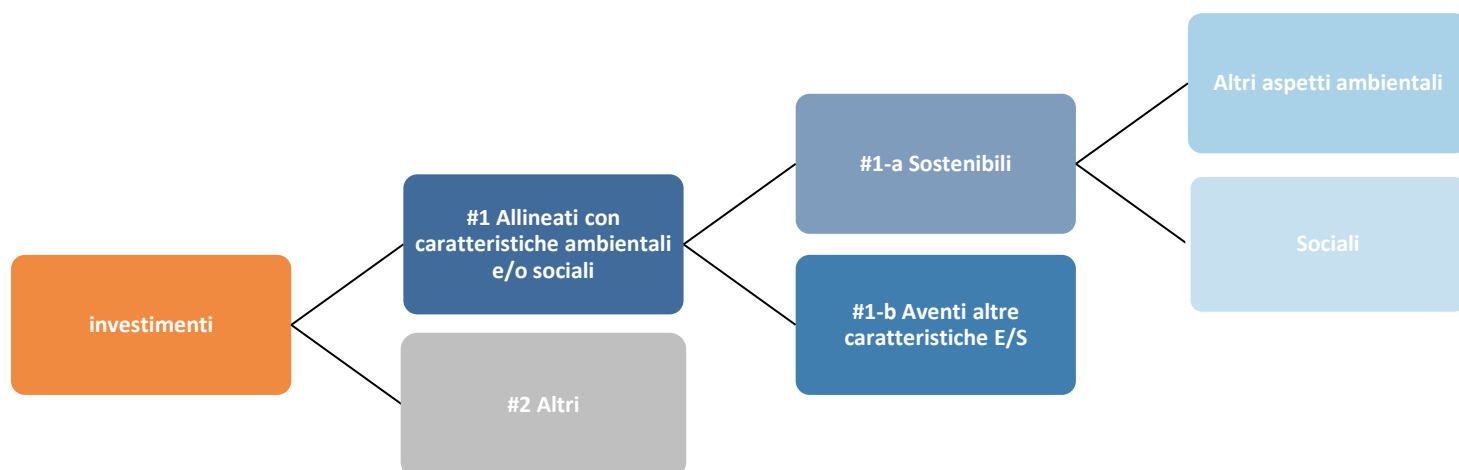 Altri aspetti ambientali
#1-a Sostenibili
#1 Allineati con
caratteristiche ambientali
e/o sociali
Sociali
investimenti
#1-b Aventi altre
caratteristiche E/S
#2 Altri